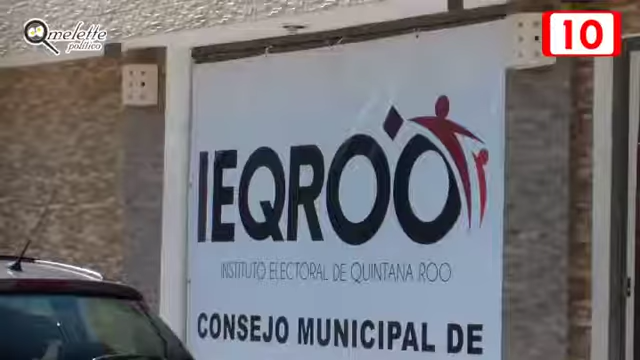 Omelette
político
10
IEQROO
INSTITUTO ELECTORAL DE QUINTANA ROO
CONSEJO MUNICIPAL DE